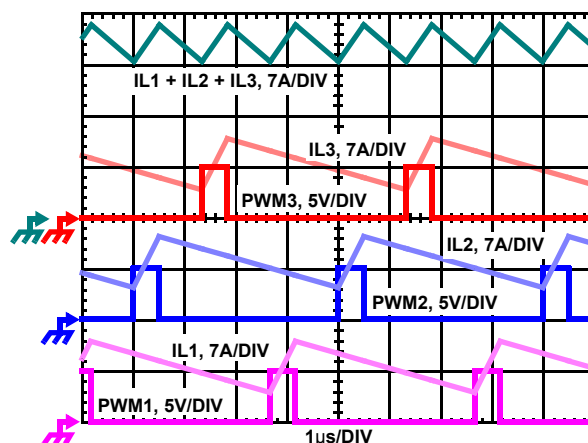 IL1 + IL2 + IL3, 7A/DIV
IL3, 7A/DIV
PWM3, 5V/DIV
IL2, 7A/DIV
PWM2, 5V/DIV
IL1, 7A/DIV
PWM1, 5V/DIV
1µs/DIV